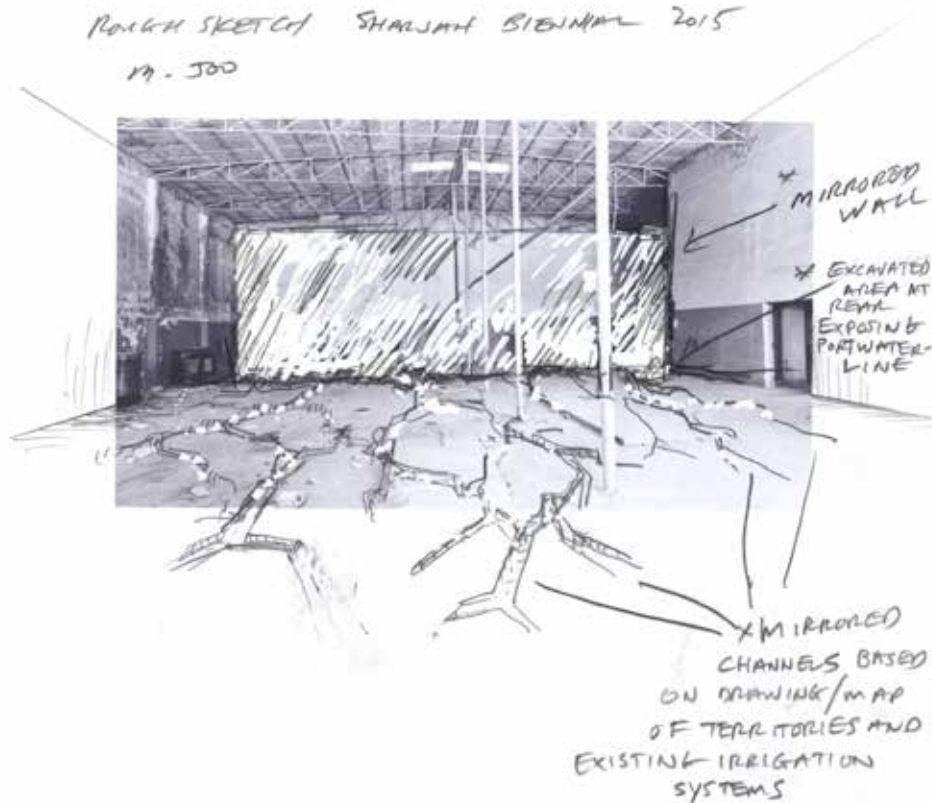 ROUGH SKETCH SHARJAH BIENNIAL 2015
M. JOO
* MIRRORED
WALL
* EXCAVATED
AREA AT
REAR
EXPOSING
PORTWATER-
LINE
* MIRRORED
CHANNELS BASED
ON DRAWING/MAP
OF TERRITORIES AND
EXISTING IRRIGATION
SYSTEMS